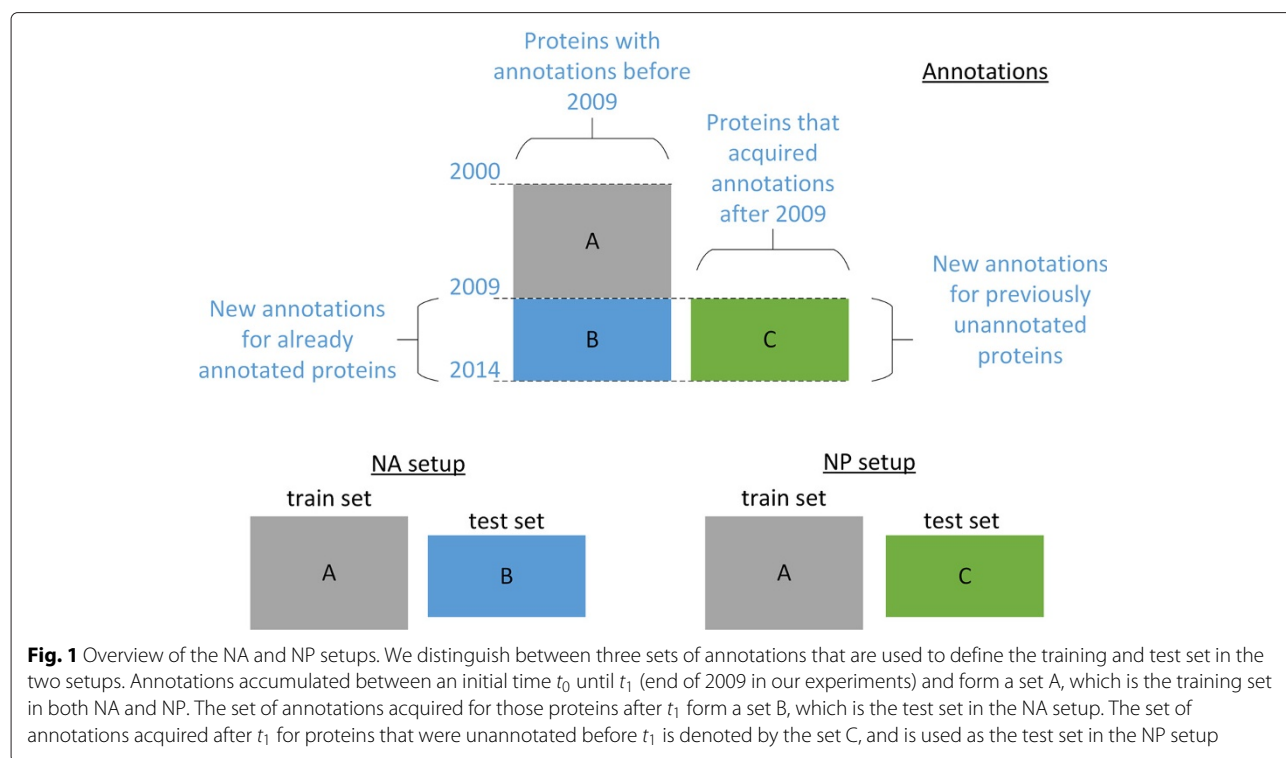 Proteins with
annotations before
2009
Annotations
Proteins that
acquired
annotations
after 2009
2000
A
2009
New annotations
for already
annotated proteins
B
C
New annotations
for previously
unannotated
proteins
2014
NA setup
train set
test set
A
B
NP setup
train set
test set
A
C
Fig. 1 Overview of the NA and NP setups. We distinguish between three sets of annotations that are used to define the training and test set in the
two setups. Annotations accumulated between an initial time t0 until t1 (end of 2009 in our experiments) and form a set A, which is the training set
in both NA and NP. The set of annotations acquired for those proteins after t1 form a set B, which is the test set in the NA setup. The set of
annotations acquired after t1 for proteins that were unannotated before t1 is denoted by the set C, and is used as the test set in the NP setup